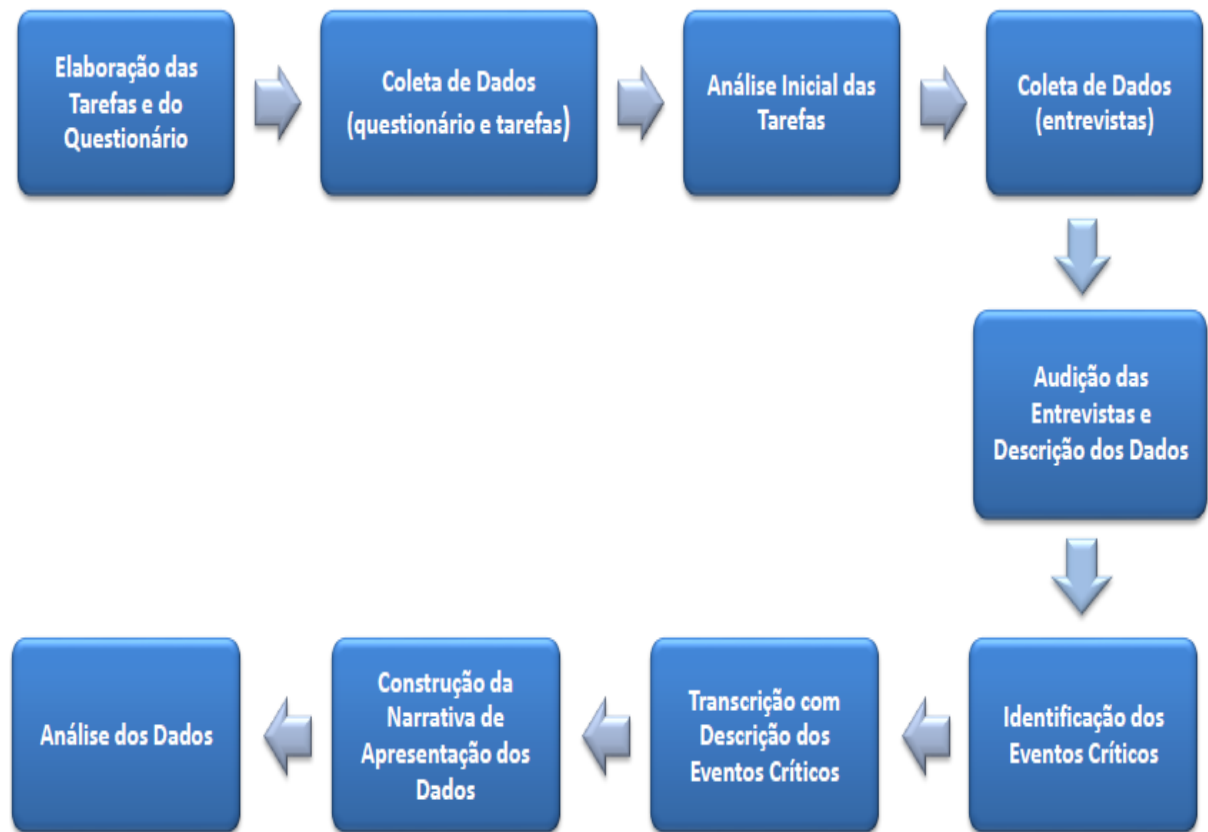 Elaboração das
Tarefas e do
Questionário
Coleta de Dados
(questionário e tarefas)
Análise Inicial das
Tarefas
Coleta de Dados
(entrevistas)
Audição das
Entrevistas e
Descrição dos Dados
Identificação dos
Eventos Críticos
Transcrição com
Descrição dos
Eventos Críticos
Construção da
Narrativa de
Apresentação dos
Dados
Análise dos Dados